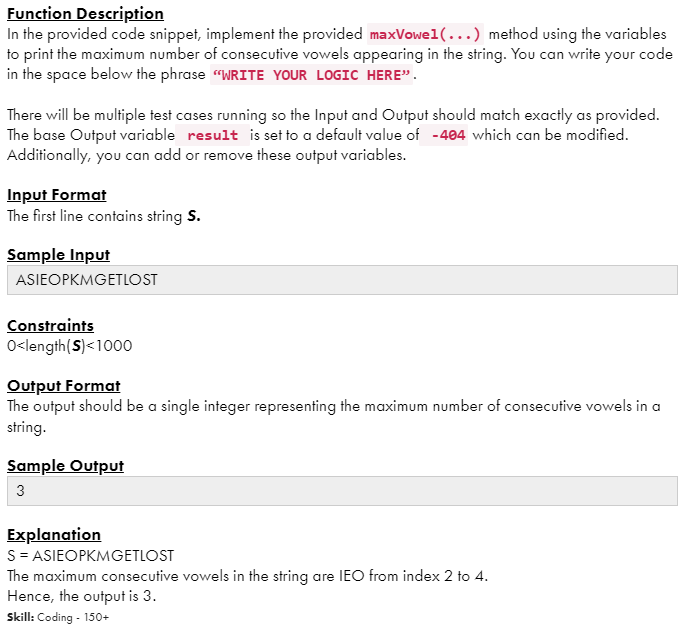 Function Description
In the provided code snippet, implement the provided maxVowel(...) method using the variables
to print the maximum number of consecutive vowels appearing in the string. You can write your code
in the space below the phrase “WRITE YOUR LOGIC HERE”.
There will be multiple test cases running so the Input and Output should match exactly as provided.
The base Output variable result is set to a default value of -404 which can be modified.
Additionally, you can add or remove these output variables.
Input Format
The first line contains string S.
Sample Input
ASIEOPKMGETLOST
Constraints
0<length(S)<1000
Output Format
The output should be a single integer representing the maximum number of consecutive vowels in a
string.
Sample Output
3
Explanation
S = ASIEOPKMGETLOST
The maximum consecutive vowels in the string are IEO from index 2 to 4.
Hence, the output is 3.
Skill: Coding - 150+